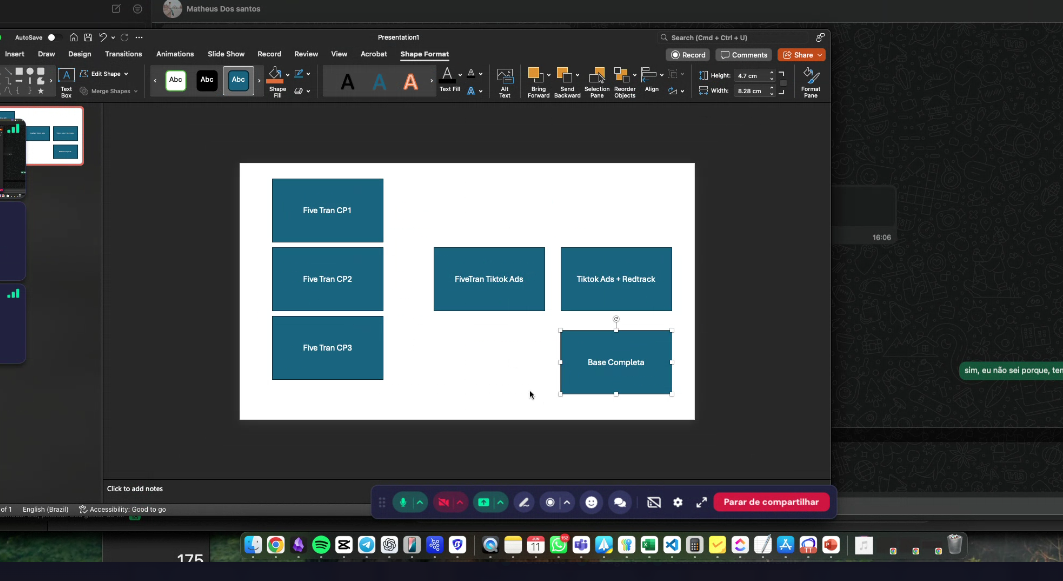 Matheus Dos santos
AutoSave
Presentation1
Search (Cmd + Ctrl + U)
Insert
Draw
Design
Transitions
Animations
Slide Show
Record
Review
View
Acrobat
Shape Format
Record
Comments
Share
Text
Box
Edit Shape
Merge Shapes
Abc
Abc
Abc
Shape
Fill
A
A
A
Text Fill
Alt
Text
Bring
Forward
Send
Backward
Selection
Pane
Reorder
Objects
Align
Height:
4.7 cm
Width:
8.28 cm
Format
Pane
Five Tran CP1
Five Tran CP2
FiveTran Tiktok Ads
Tiktok Ads + Redtrack
Five Tran CP3
Base Completa
16:06
sim, eu não sei porque, ten
Click to add notes
of 1
English (Brazil)
Accessibility: Good to go
Parar de compartilhar
175
11